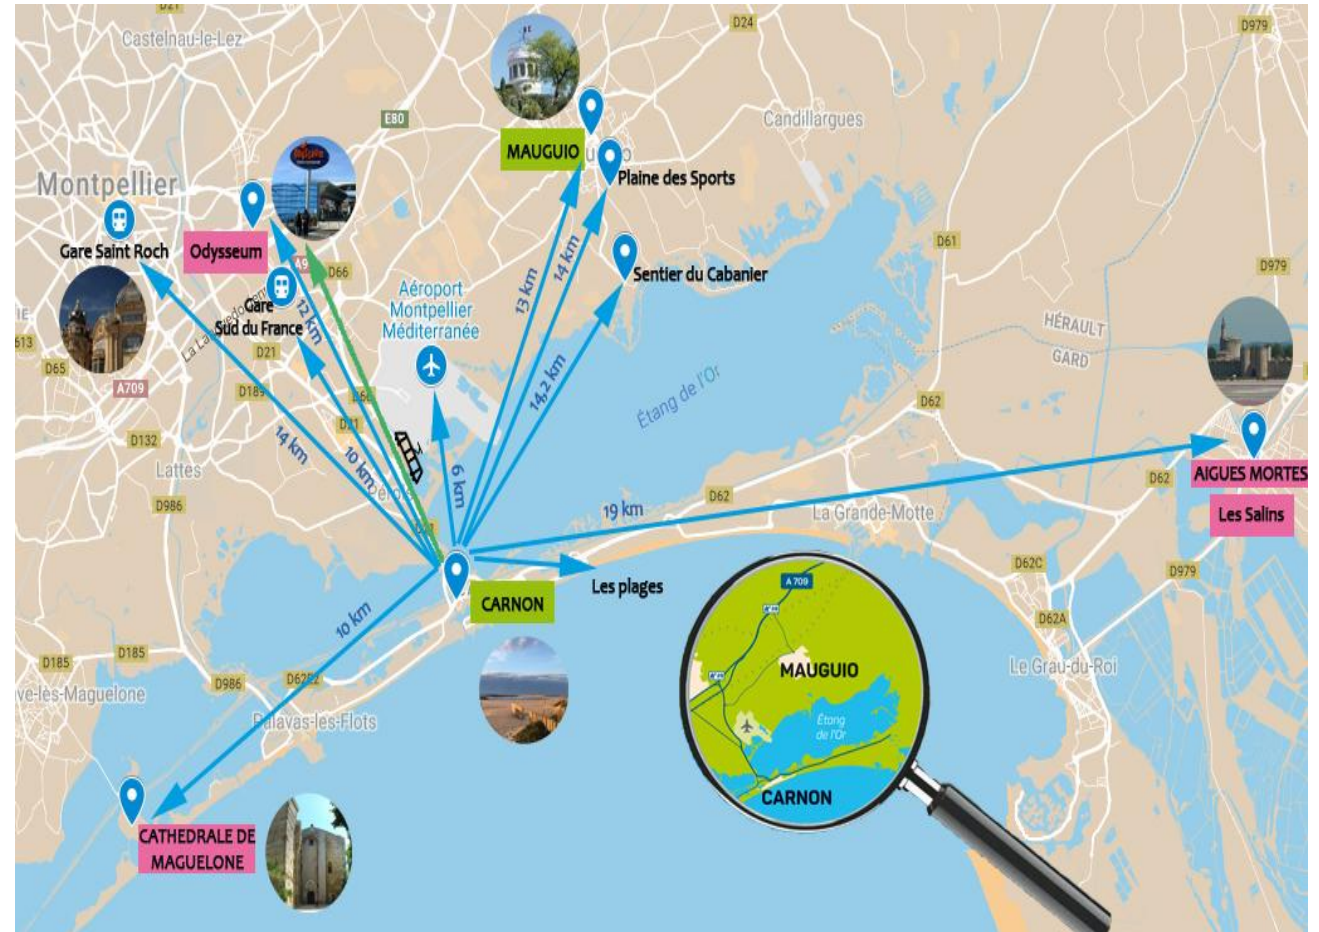 D21
Castelnau-le-Lez
D24
D979
E80
Candillargues
MAUGUIO
Plaine des Sports
Montpellier
Gare Saint Roch
Odysseum
A9
D66
Sentier du Cabanier
D61
D979
Aéroport
Montpellier
Méditerranée
Gare
Sud du France
12 km
13 km
14 km
14,2 km
HÉRAULT
GARD
613
D65
D21
A709
D189
D66
D21
Étang de l'Or
D62
D132
Lattes
14 km
10 km
6 km
D986
19 km
D62
La Grande-Motte
D62
AIGUES MORTES
Les Salins
Les plages
CARNON
D62C
D979
D62A
10 km
D185
D185
D986
Palavas-les-Flots
Le Grau-du-Roi
A 709
MAUGUIO
Étang
de l'Or
CARNON
CATHEDRALE DE
MAGUELONE